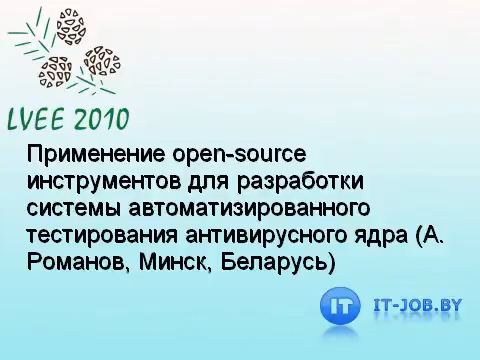 LVEE 2010
Применение open-source
инструментов для разработки
системы автоматизированного
тестирования антивирусного ядра (А.
Романов, Минск, Беларусь)
IT IT-JOB.BY